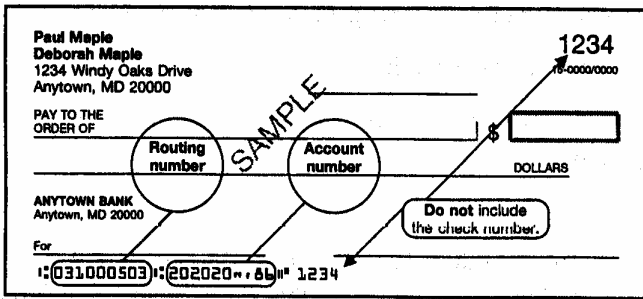 Paul Maple
Deborah Maple
1234 Windy Oaks Drive
Anytown, MD 20000
1234
15-0000/0000
SAMPLE
PAY TO THE
ORDER OF
$
Routing
number
Account
number
DOLLARS
ANYTOWN BANK
Anytown, MD 20000
Do not include
the check number.
For
⑆031000503⑆ 202020 86⑈ 1234